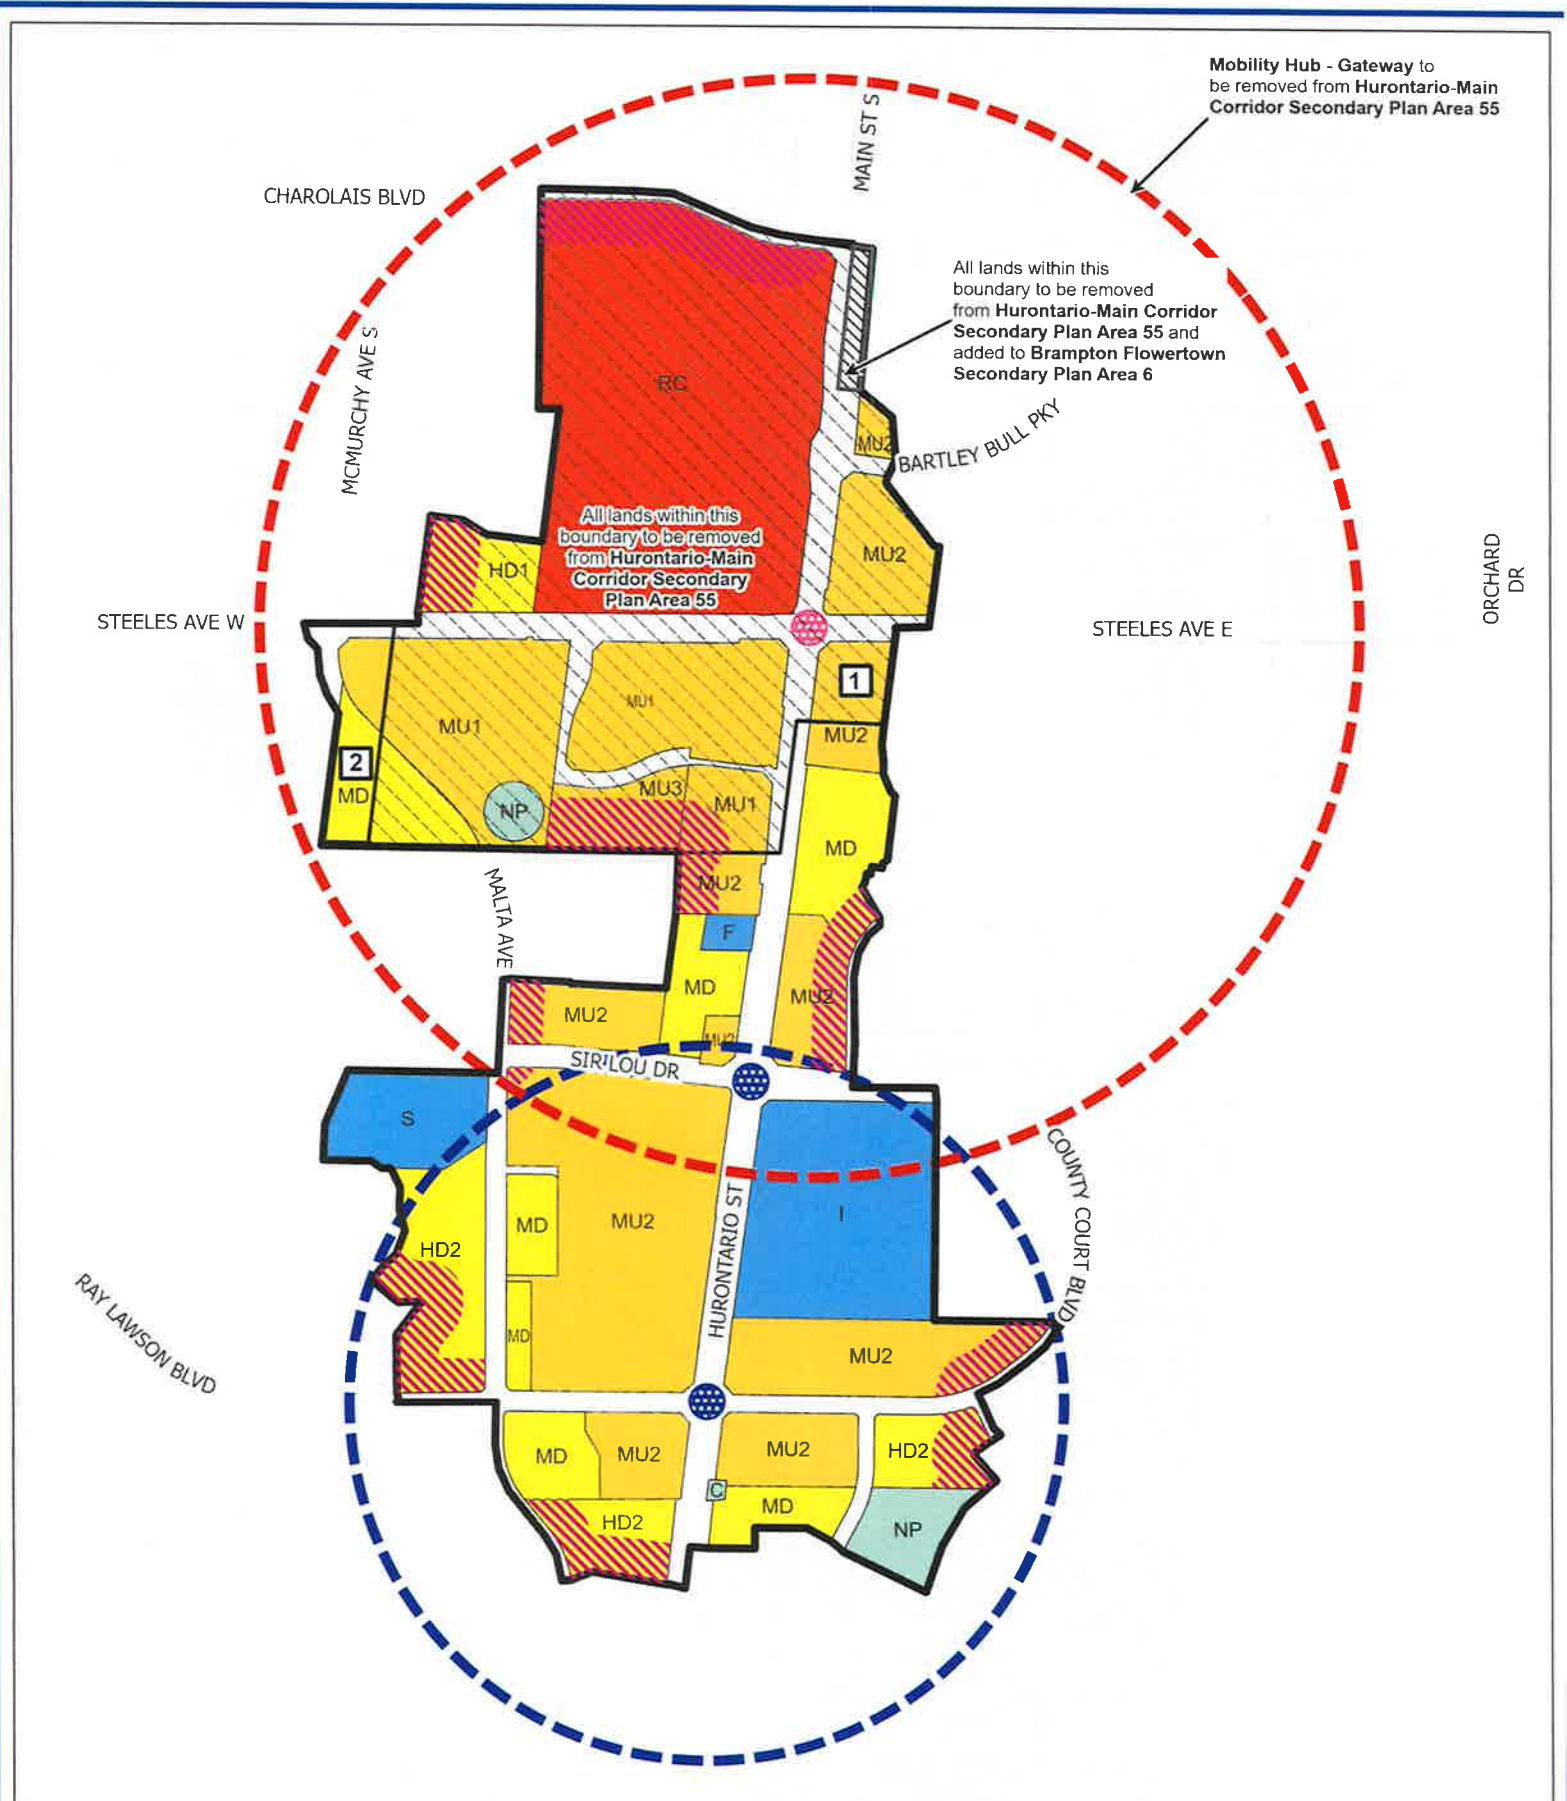 Mobility Hub - Gateway to
be removed from Hurontario-Main
Corridor Secondary Plan Area 55
MAIN ST S
CHAROLAIS BLVD
All lands within this
boundary to be removed
from Hurontario-Main Corridor
Secondary Plan Area 55 and
added to Brampton Flowertown
Secondary Plan Area 6
MCMURCHY AVE S
RC
MU2
BARTLEY BULL PKY
All lands within this
boundary to be removed
from Hurontario-Main
Corridor Secondary
Plan Area 55
MU2
HD1
ORCHARD
DR
STEELES AVE W
STEELES AVE E
1
MU1
MU1
MU2
2
MD
MU3
MU1
NP
MD
MU2
MALTA AVE
F
MD
MU2
MU2
MU2
SIR LOU DR
S
COUNTY COURT BLVD
I
MD
MU2
HD2
HURONTARIO ST
RAY LAWSON BLVD
MD
MU2
MD
MU2
MU2
HD2
C
MD
HD2
NP